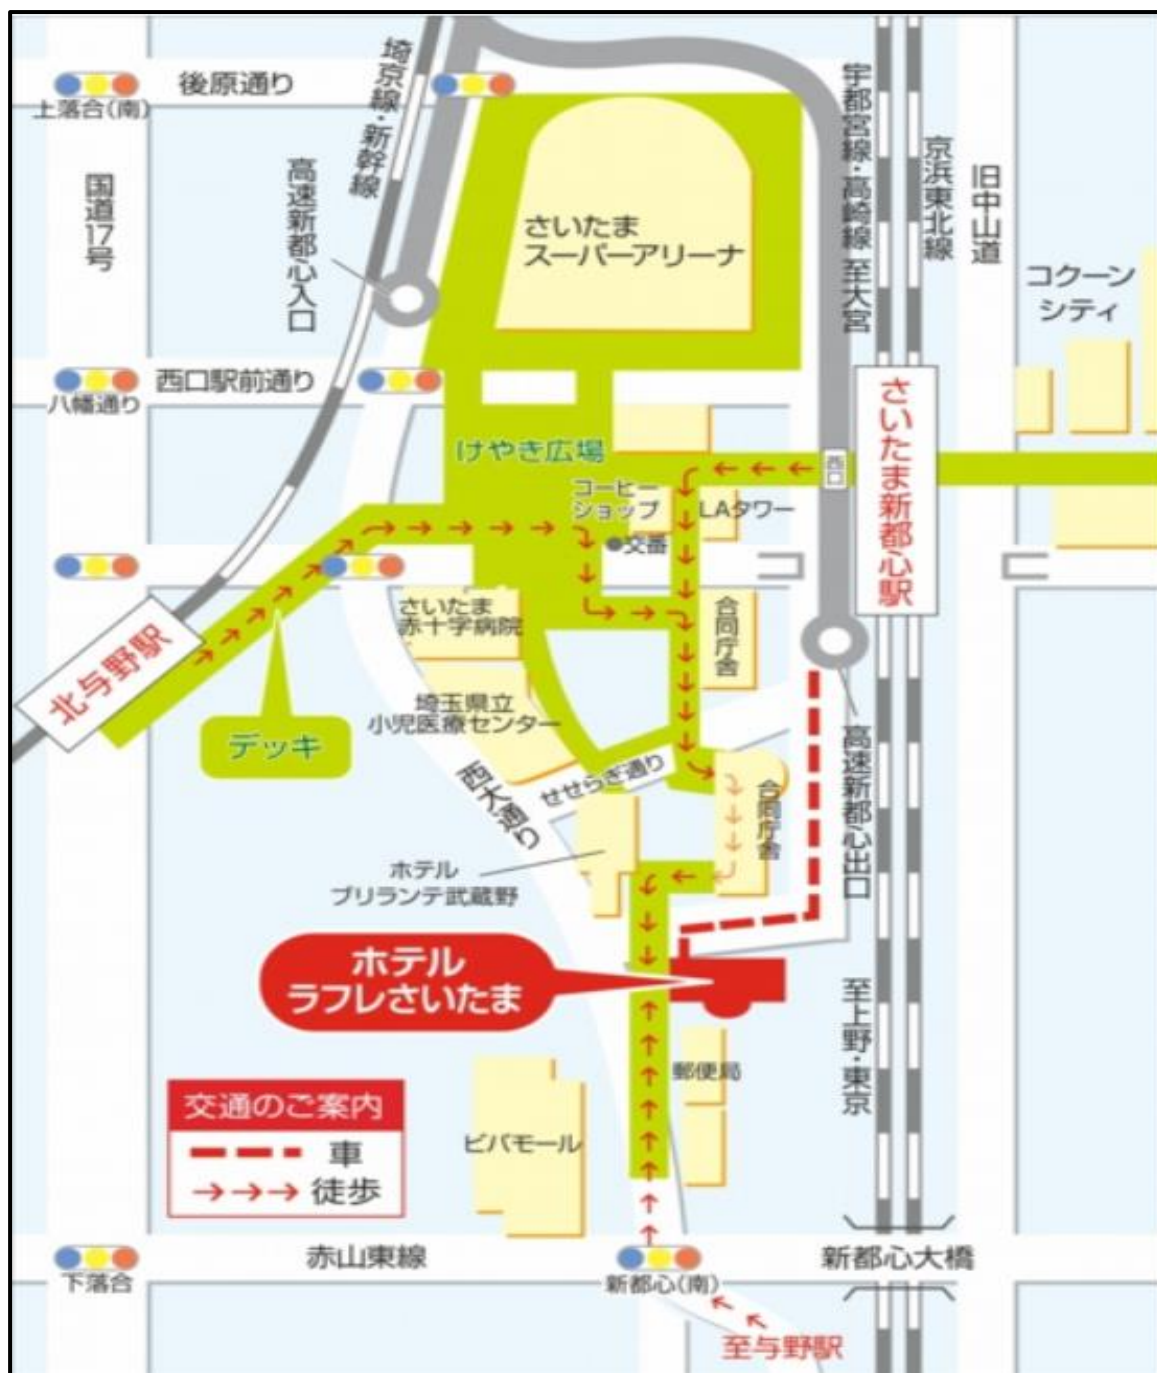 後原通り
上落合(南)
埼京線・新幹線
宇都宮線・高崎線 至大宮
京浜東北線
旧中山道
国道17号
高速新都心入口
さいたま
スーパーアリーナ
コクーン
シティ
西口駅前通り
八幡通り
さいたま新都心駅
けやき広場
西口
コーヒー
ショップ
LAタワー
交番
さいたま
赤十字病院
合同庁舎
北与野駅
デッキ
埼玉県立
小児医療センター
せせらぎ通り
西大通り
高速新都心出口
合同庁舎
ホテル
ブリランテ武蔵野
ホテル
ラフレさいたま
至上野・東京
郵便局
交通のご案内
車
徒歩
ビバモール
赤山東線
新都心大橋
下落合
新都心(南)
至与野駅